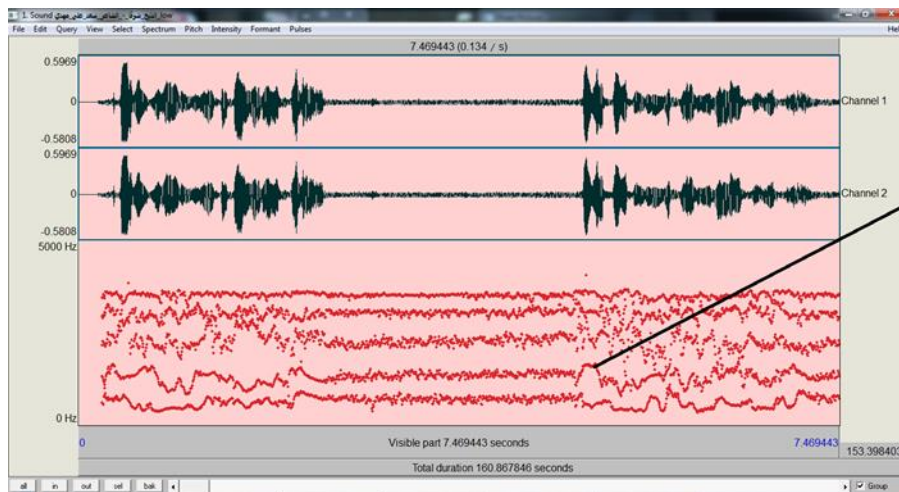 1. Sound
File Edit Query View Select Spectrum Pitch Intensity Formant Pulses Hel
7.469443 (0.134 / s)
0.5969
0
-0.5808
Channel 1
0.5969
0
-0.5808
Channel 2
5000 Hz
0 Hz
0 Visible part 7.469443 seconds 7.469443
153.398403
Total duration 160.867846 seconds
all in out sel bak Group